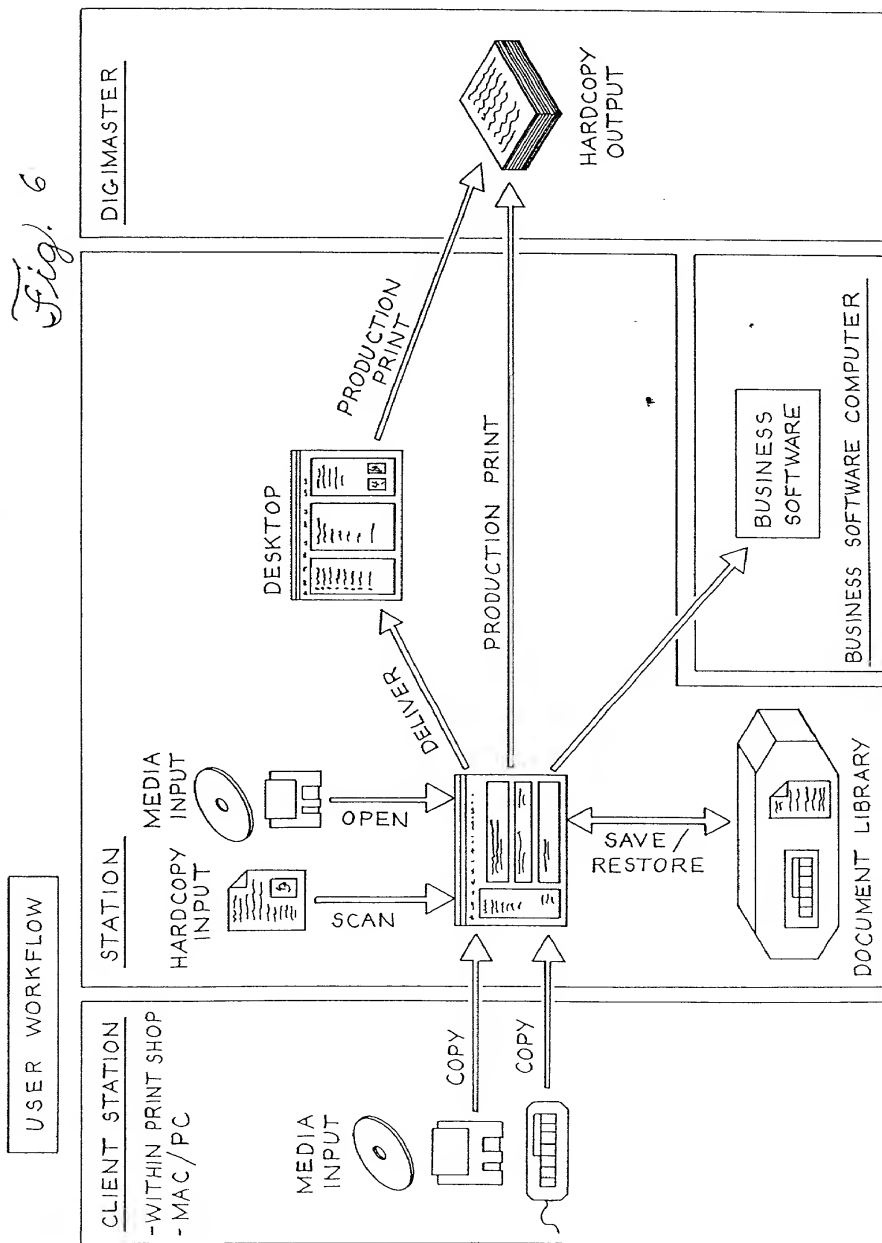 Fig. 6
USER WORKFLOW
CLIENT STATION
-WITHIN PRINT SHOP
- MAC/PC
MEDIA
INPUT
COPY
COPY
STATION
HARDCOPY
INPUT
MEDIA
INPUT
SCAN
OPEN
DELIVER
DESKTOP
PRODUCTION
PRINT
PRODUCTION PRINT
SAVE/
RESTORE
DOCUMENT LIBRARY
BUSINESS
SOFTWARE
BUSINESS SOFTWARE COMPUTER
DIGIMASTER
HARDCOPY
OUTPUT